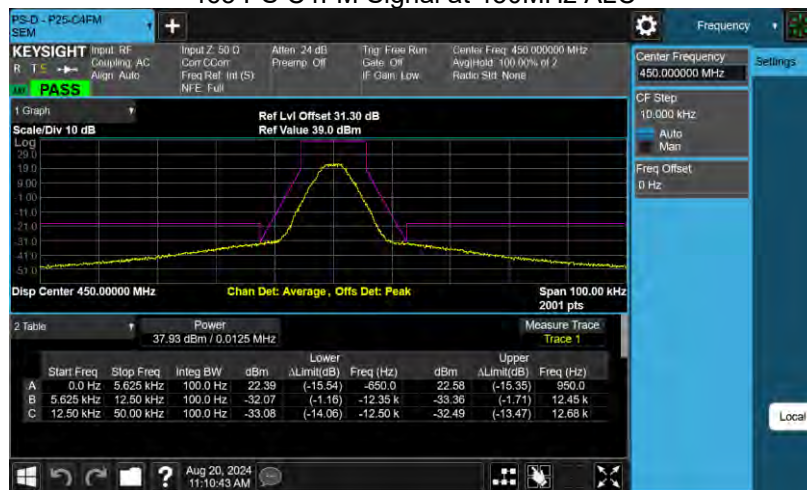 PS-D - P25-C4FM
SEM
Frequency
KEYSIGHT Input: RF
R T S Coupling: AC
Align: Auto
PASS
Input Z: 50 Ω
Corr CCorr
Freq Ref: Int (S)
NFE: Full
Atten: 24 dB
Preamp: Off
Trig: Free Run
Gate: Off
IF Gain: Low
Center Freq: 450.000000 MHz
Avg|Hold: 100.00% of 2
Radio Std: None
Center Frequency
450.000000 MHz
Settings
CF Step
10.000 kHz
Auto
Man
Freq Offset
0 Hz
1 Graph
Scale/Div 10 dB
Ref Lvl Offset 31.30 dB
Ref Value 39.0 dBm
Log
29.0
19.0
9.00
-1.00
-11.0
-21.0
-31.0
-41.0
-51.0
Disp Center 450.00000 MHz
Chan Det: Average , Offs Det: Peak
Span 100.00 kHz
2001 pts
2 Table
Power
37.93 dBm / 0.0125 MHz
Measure Trace
Trace 1
Lower Upper
Start Freq Stop Freq Integ BW dBm ΔLimit(dB) Freq (Hz) dBm ΔLimit(dB) Freq (Hz)
A 0.0 Hz 5.625 kHz 100.0 Hz 22.39 (-15.54) -650.0 22.58 (-15.35) 950.0
B 5.625 kHz 12.50 kHz 100.0 Hz -32.07 (-1.16) -12.35 k -33.36 (-1.71) 12.45 k
C 12.50 kHz 50.00 kHz 100.0 Hz -33.08 (-14.06) -12.50 k -32.49 (-13.47) 12.68 k
Local
Aug 20, 2024
11:10:43 AM